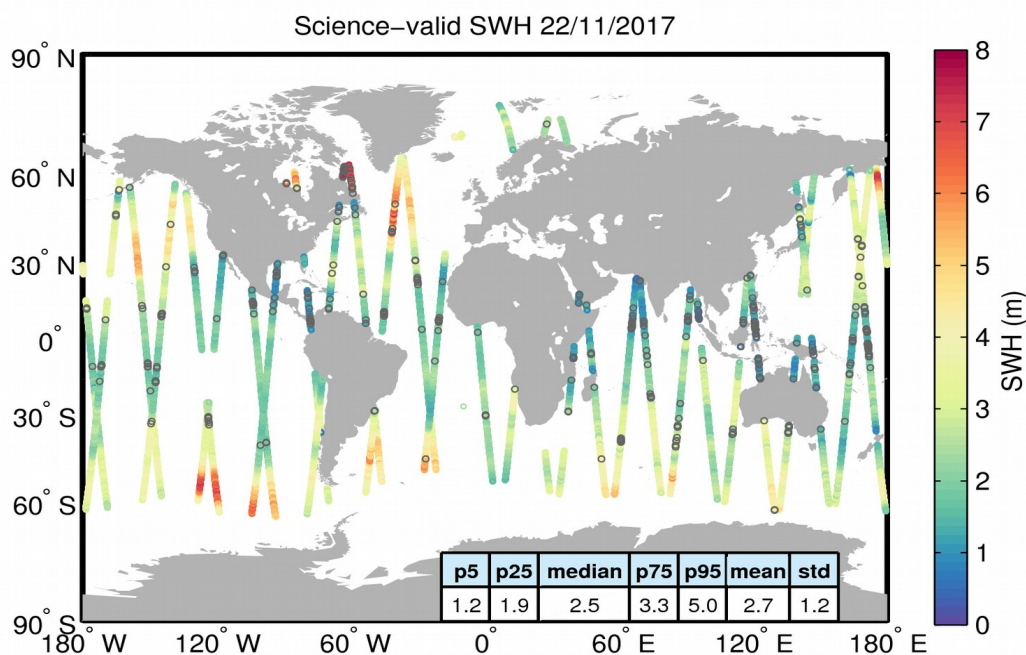 Science–valid SWH 22/11/2017
90° N
60° N
30° N
0°
30° S
60° S
90° S
180° W
120° W
60° W
0°
60° E
120° E
180° E
p5 p25 median p75 p95 mean std
1.2 1.9 2.5 3.3 5.0 2.7 1.2
8
7
6
5
4
3
2
1
0
SWH (m)